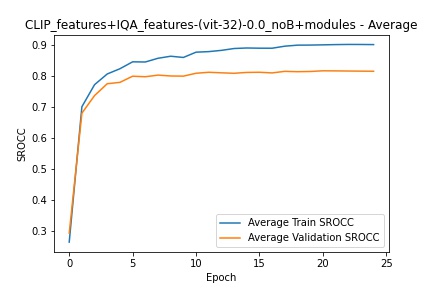 CLIP_features+IQA_features-(vit-32)-0.0_noB+modules - Average
0.9
0.8
0.7
0.6
0.5
0.4
0.3
SROCC
Average Train SROCC
Average Validation SROCC
0 5 10 15 20 25
Epoch